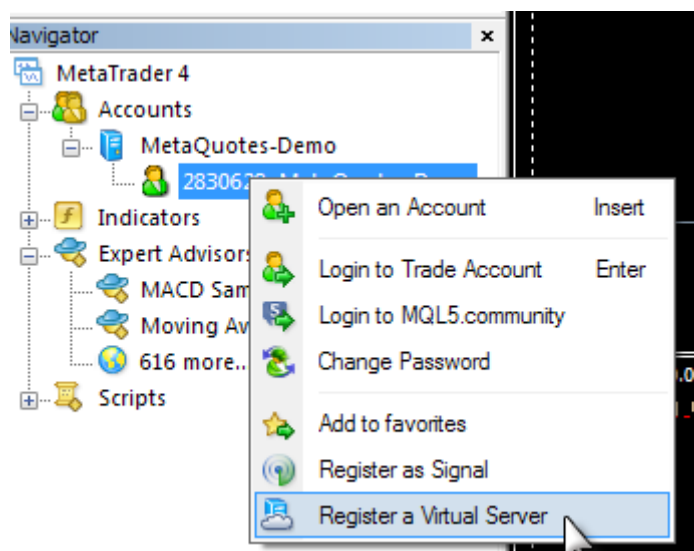 Navigator
MetaTrader 4
Accounts
MetaQuotes-Demo
Indicators
Expert Advisors
MACD Sam
Moving Av
616 more...
Scripts
Open an Account Insert
Login to Trade Account Enter
Login to MQL5.community
Change Password
Add to favorites
Register as Signal
Register a Virtual Server